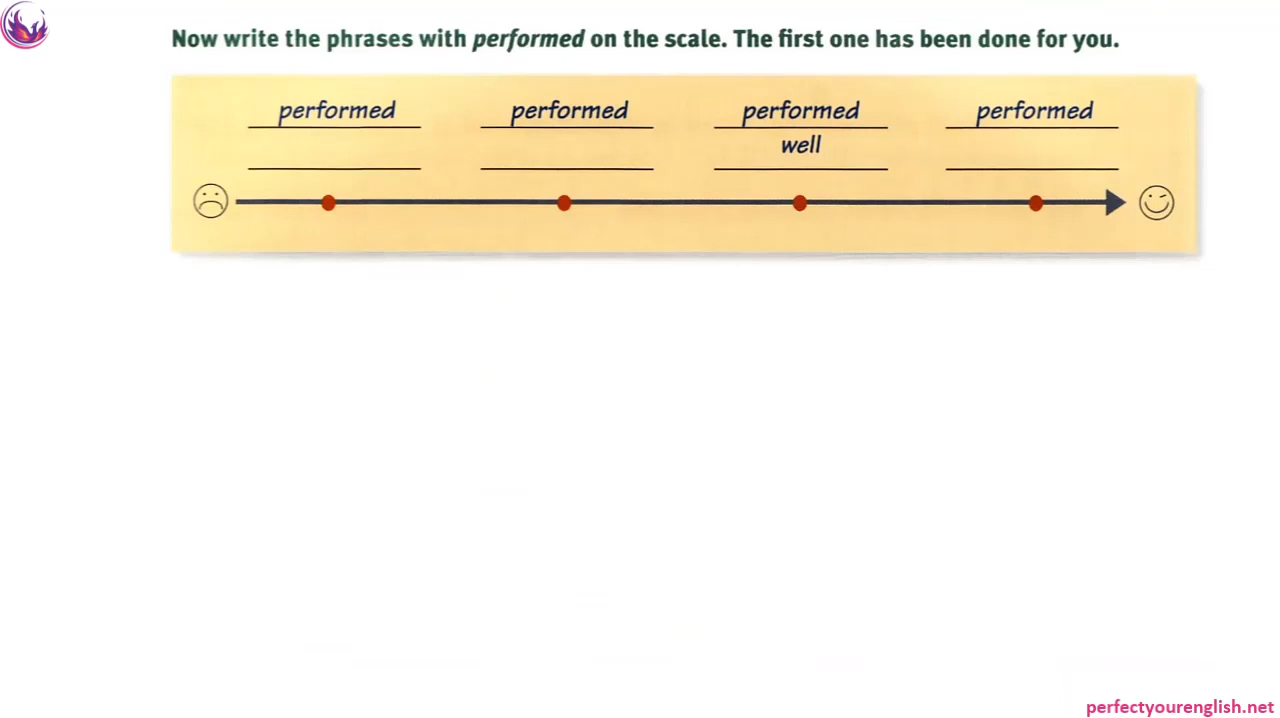 Now write the phrases with performed on the scale. The first one has been done for you.
performed performed performed performed
well
perfectyourenglish.net